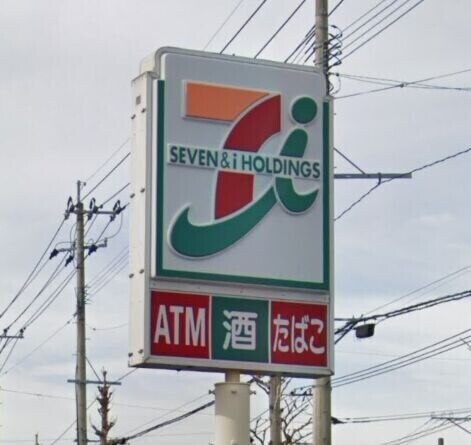 SEVEN & i HOLDINGS
ATM 酒 たばこ